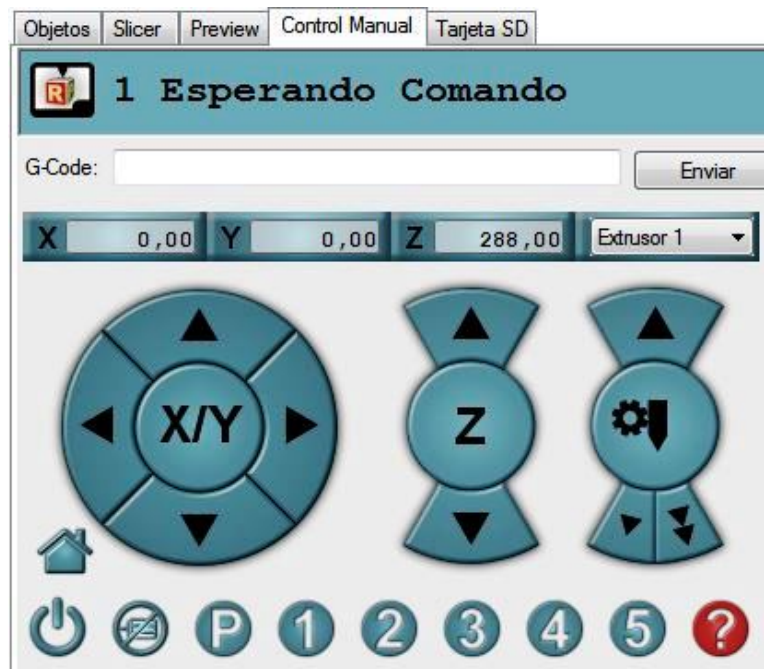 Objetos Slicer Preview Control Manual Tarjeta SD
R 1 Esperando Comando
G-Code: Enviar
X 0,00 Y 0,00 Z 288,00 Extrusor 1
X/Y Z
P 1 2 3 4 5 ?